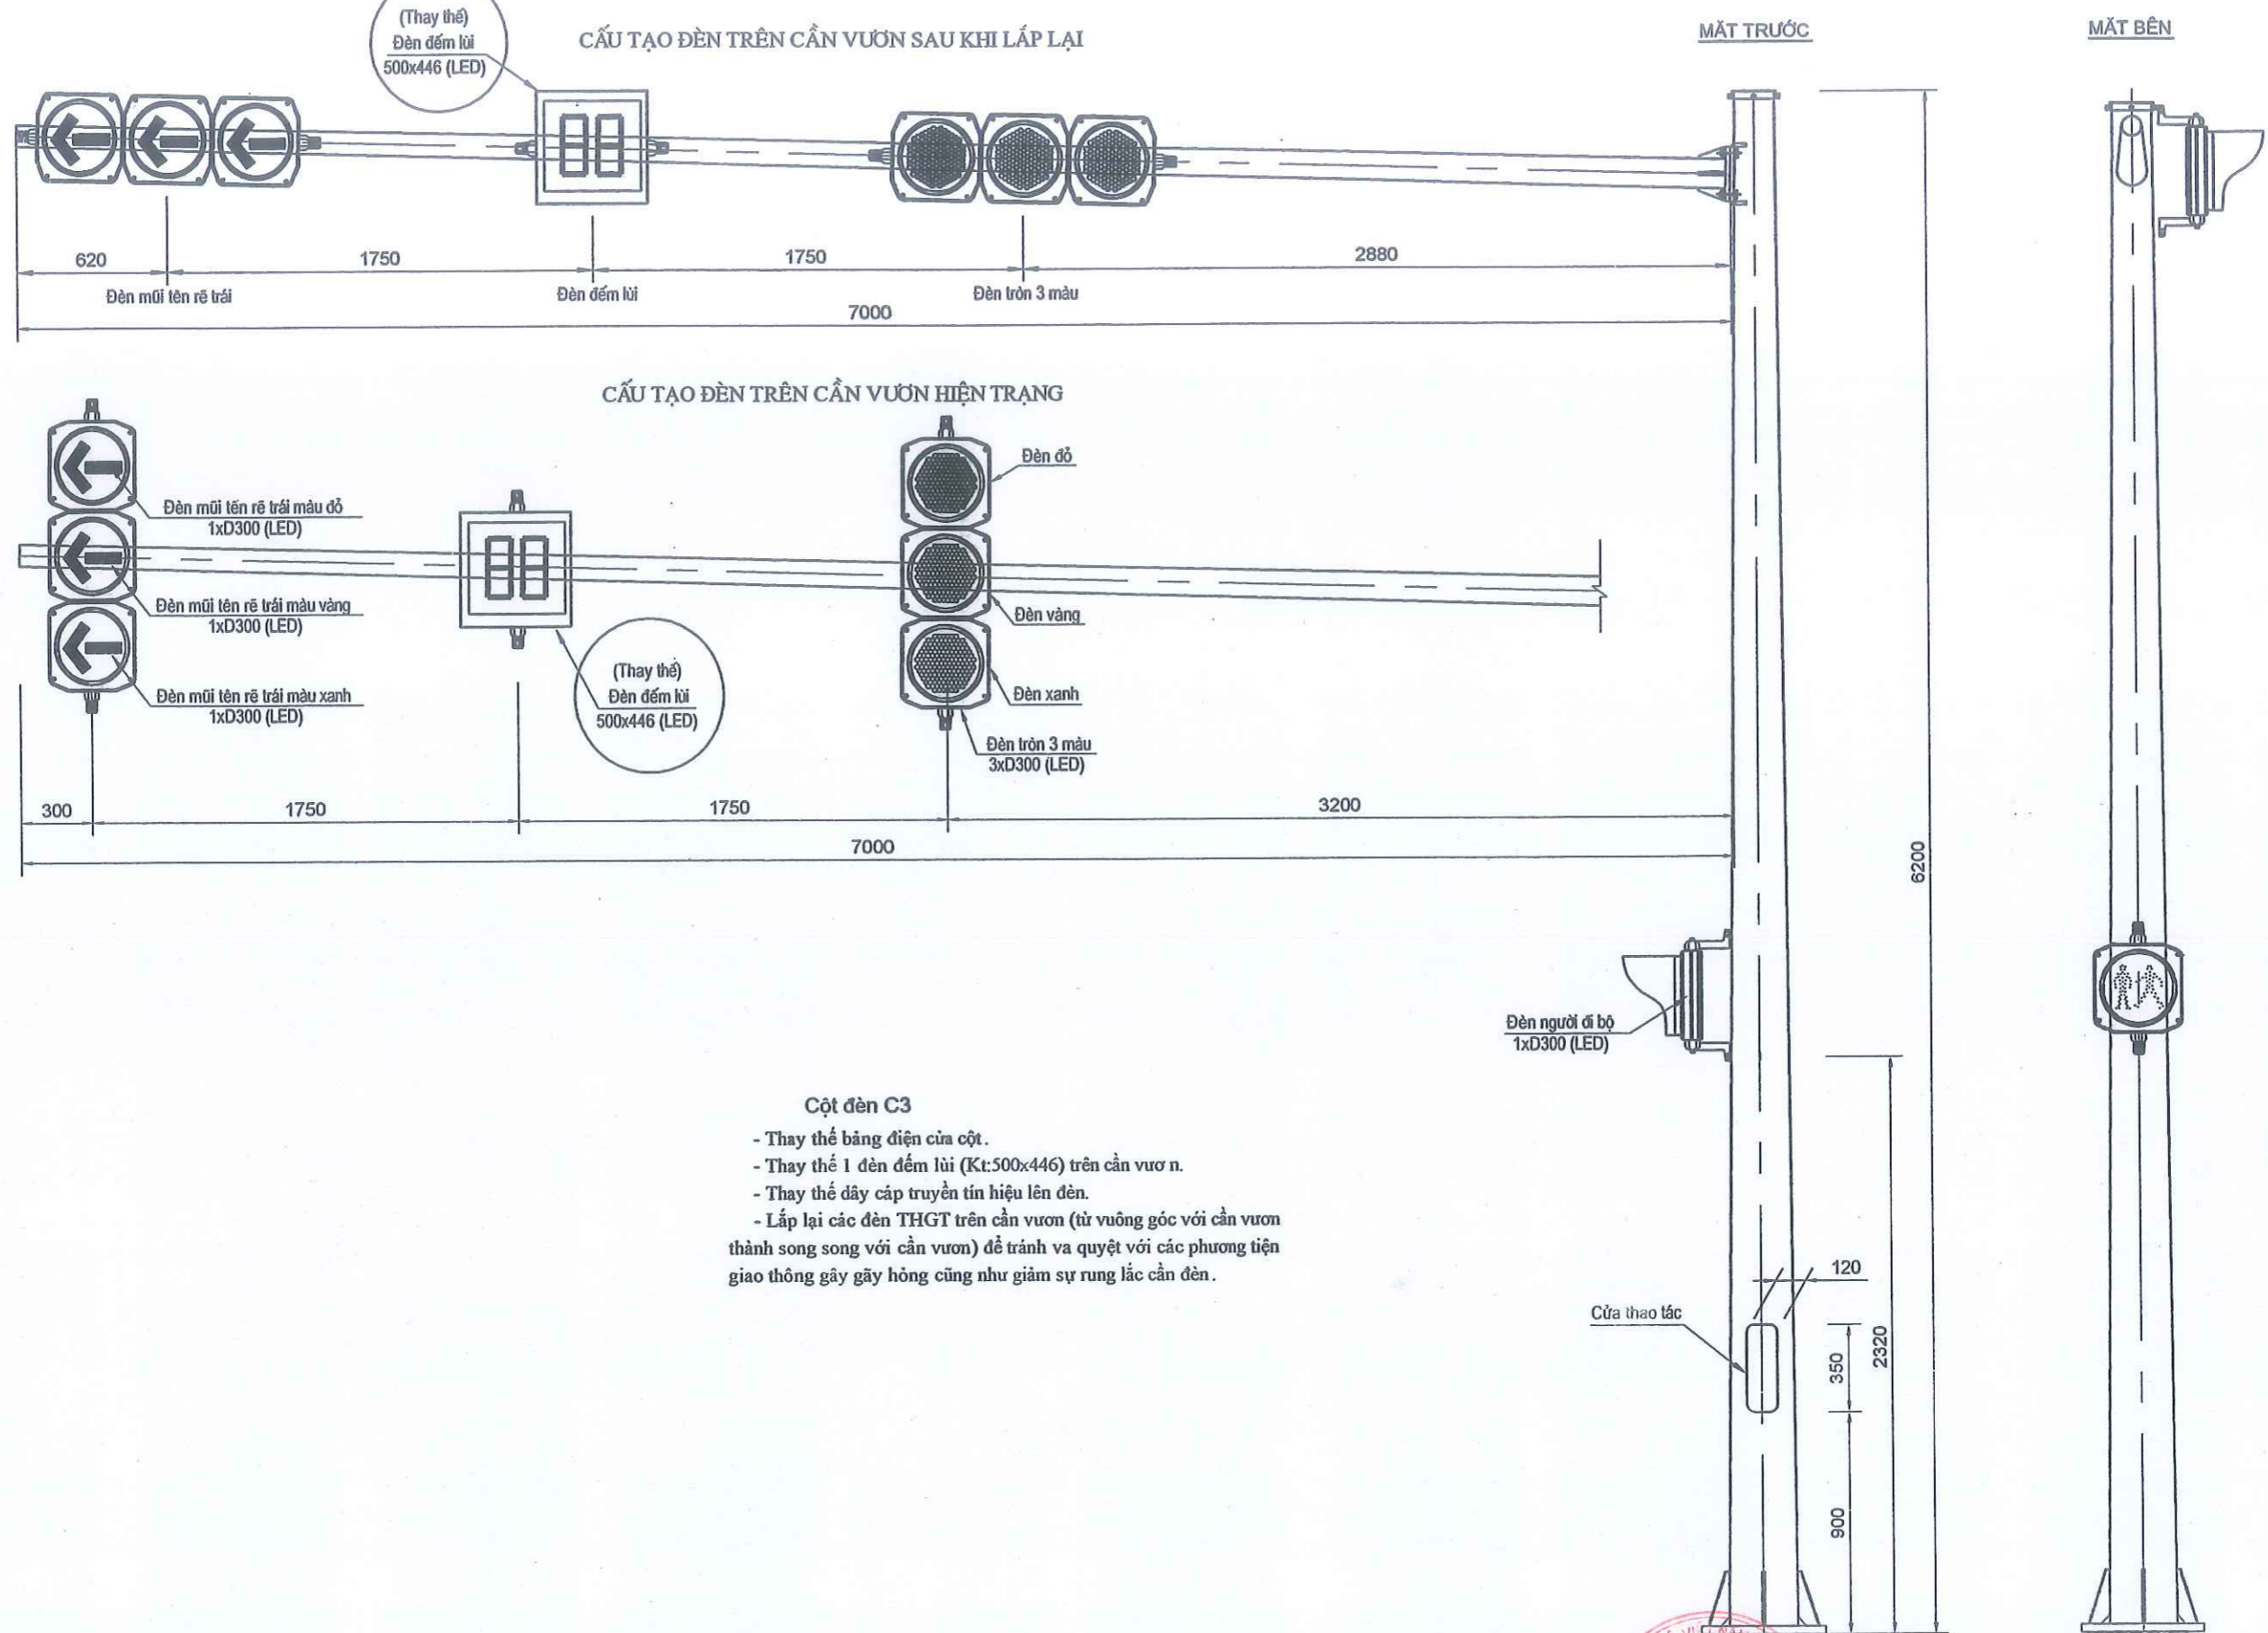 (Thay thế)
Đèn đếm lùi
500x446 (LED)
CẤU TẠO ĐÈN TRÊN CẦN VƯƠN SAU KHI LẮP LẠI
MẶT TRƯỚC
MẶT BÊN
620
1750
1750
2880
Đèn mũi tên rẽ trái
Đèn đếm lùi
Đèn tròn 3 màu
7000
CẤU TẠO ĐÈN TRÊN CẦN VƯƠN HIỆN TRẠNG
Đèn đỏ
Đèn mũi tến rẽ trái màu đỏ
1xD300 (LED)
Đèn mũi tên rẽ trái màu vàng
1xD300 (LED)
Đèn vàng
(Thay thế)
Đèn đếm lùi
500x446 (LED)
Đèn mũi tên rẽ trái màu xanh
1xD300 (LED)
Đèn xanh
Đèn tròn 3 màu
3xD300 (LED)
300
1750
1750
3200
7000
6200
Đèn người đi bộ
1xD300 (LED)
Cột đèn C3
- Thay thế bảng điện cửa cột.
- Thay thế 1 đèn đếm lùi (Kt:500x446) trên cần vươ n.
- Thay thế dây cáp truyền tín hiệu lên đèn.
- Lắp lại các đèn THGT trên cần vươn (từ vuông góc với cần vươn
thành song song với cần vươn) để tránh va quyệt với các phương tiện
giao thông gây gãy hỏng cũng như giảm sự rung lắc cần đèn.
120
Cửa thao tác
350
2320
900